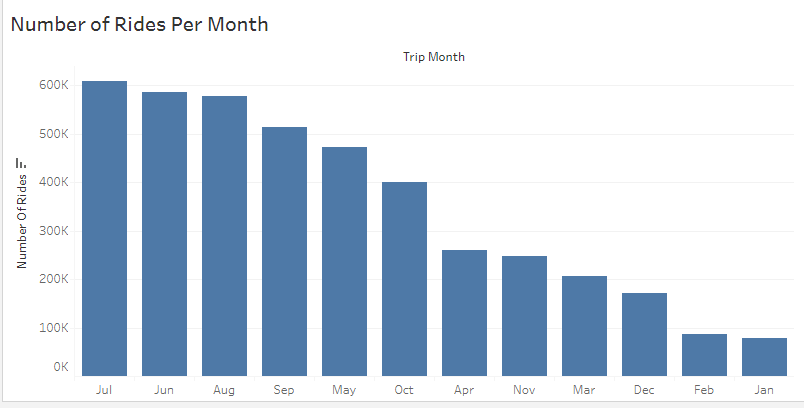 Number of Rides Per Month
Trip Month
Number Of Rides
600K
500K
400K
300K
200K
100K
0K
Jul Jun Aug Sep May Oct Apr Nov Mar Dec Feb Jan